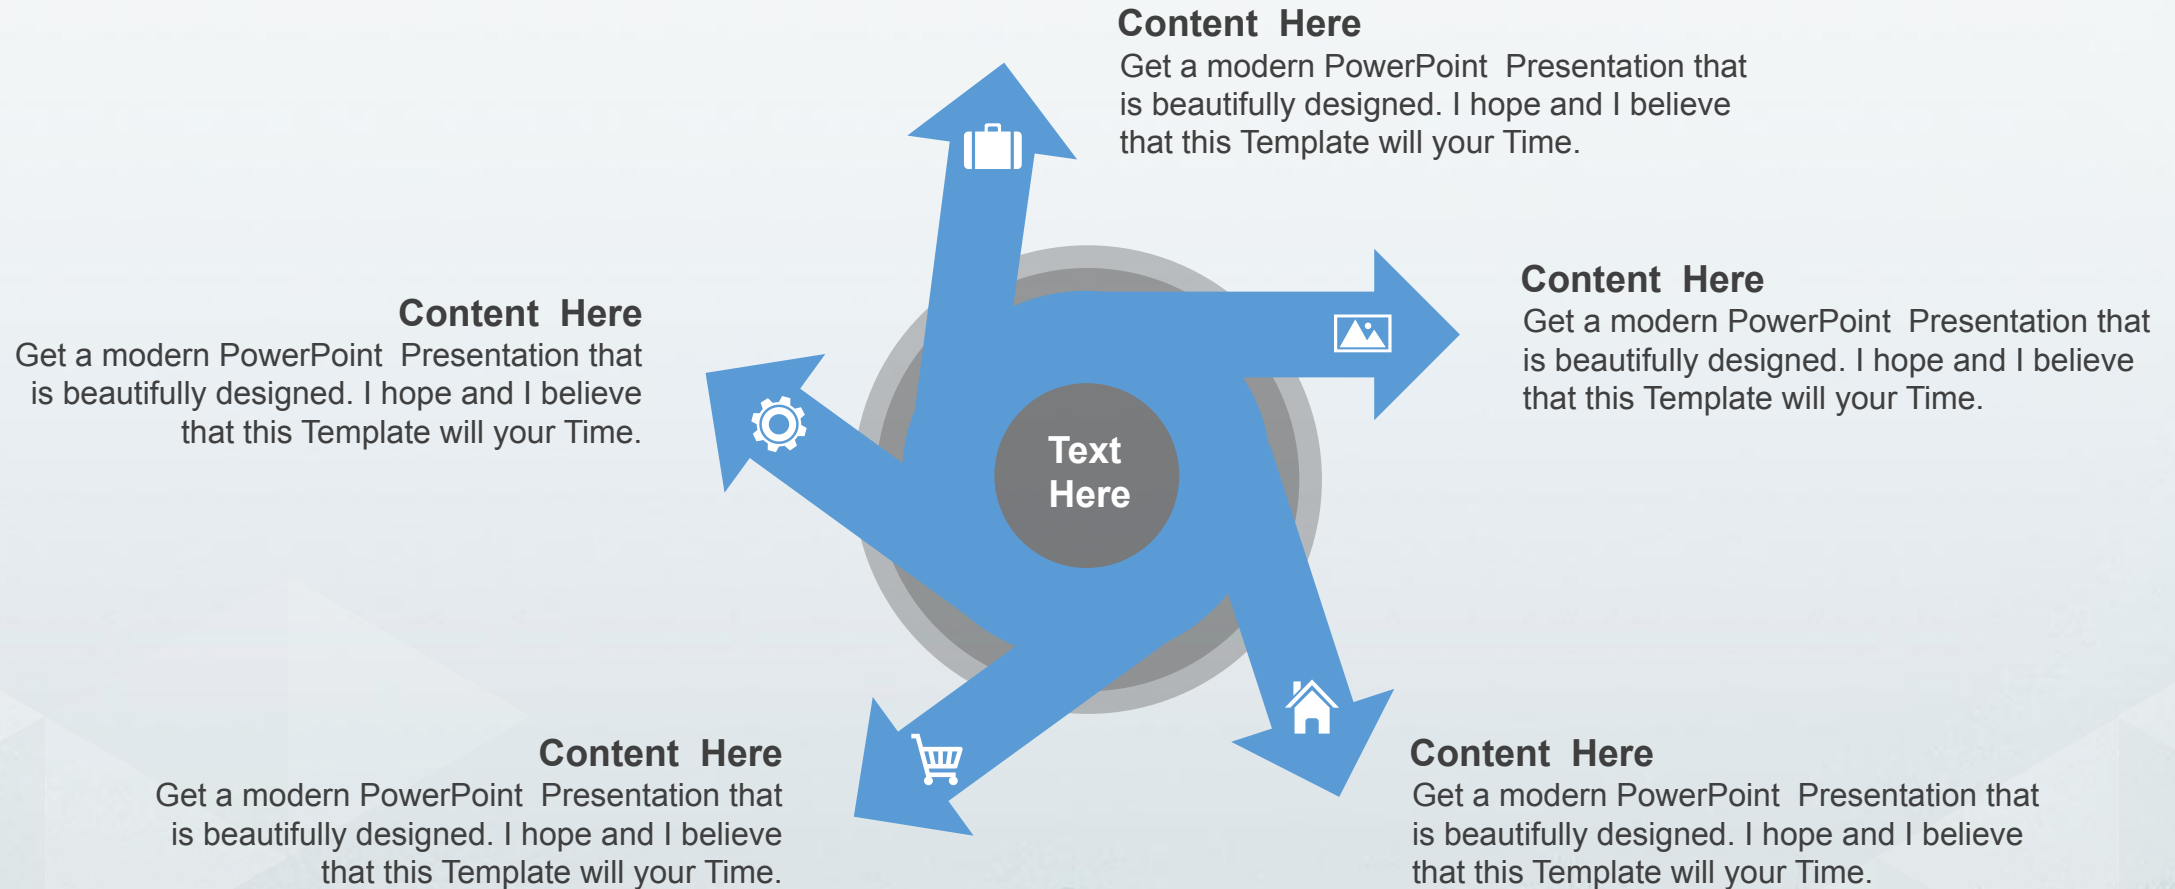 Content  Here
Get a modern PowerPoint  Presentation that
is beautifully designed. I hope and I believe
that this Template will your Time.
Content  Here
Get a modern PowerPoint  Presentation that
is beautifully designed. I hope and I believe
that this Template will your Time.
Content  Here
Get a modern PowerPoint  Presentation that
is beautifully designed. I hope and I believe
that this Template will your Time.
Text
Here
Content  Here
Get a modern PowerPoint  Presentation that
is beautifully designed. I hope and I believe
that this Template will your Time.
Content  Here
Get a modern PowerPoint  Presentation that
is beautifully designed. I hope and I believe
that this Template will your Time.